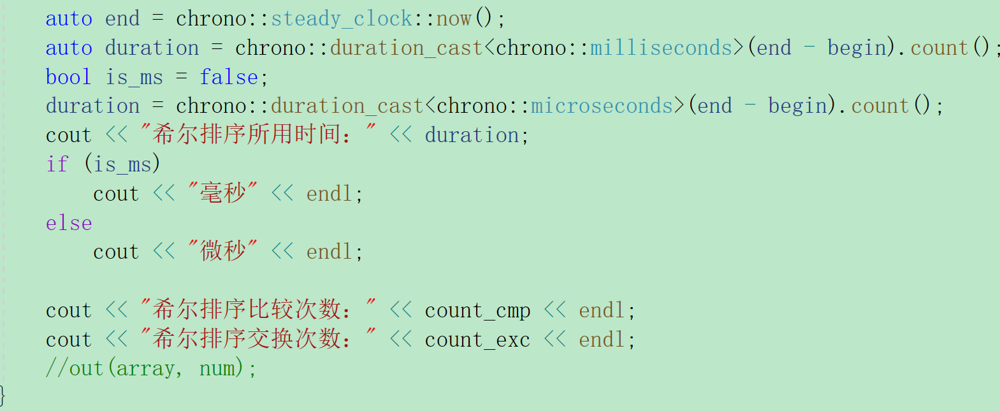 auto end = chrono::steady_clock::now();
auto duration = chrono::duration_cast<chrono::milliseconds>(end - begin).count();
bool is_ms = false;
duration = chrono::duration_cast<chrono::microseconds>(end - begin).count();
cout << "希尔排序所用时间：" << duration;
if (is_ms)
cout << "毫秒" << endl;
else
cout << "微秒" << endl;
cout << "希尔排序比较次数：" << count_cmp << endl;
cout << "希尔排序交换次数：" << count_exc << endl;
//out(array, num);
}